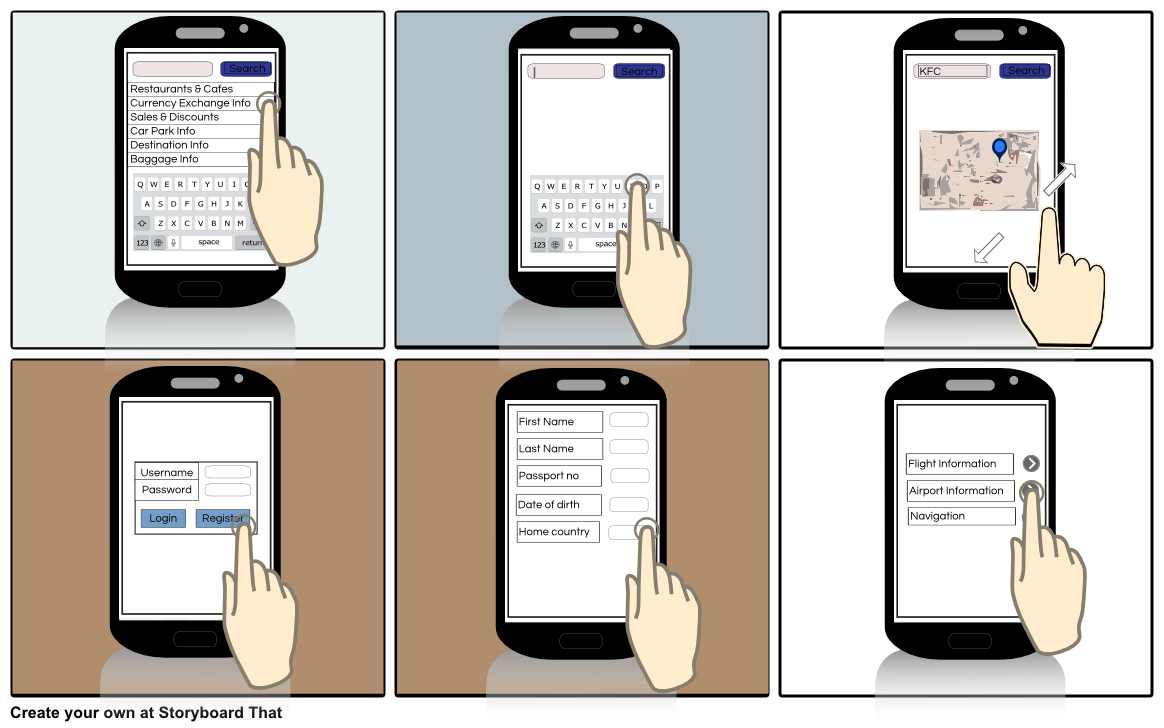 Search
Restaurants & Cafes
Currency Exchange Info
Sales & Discounts
Car Park Info
Destination Info
Baggage Info
Q W E R T Y U I
A S D F G H J K
Z X C V B N M
123 space return
Search
Q W E R T Y U O P
A S D F G H J L
Z X C V B N
123 space
KFC Search
Username
Password
Login Register
First Name
Last Name
Passport no
Date of dirth
Home country
Flight Information
Airport Information
Navigation
Create your own at Storyboard That